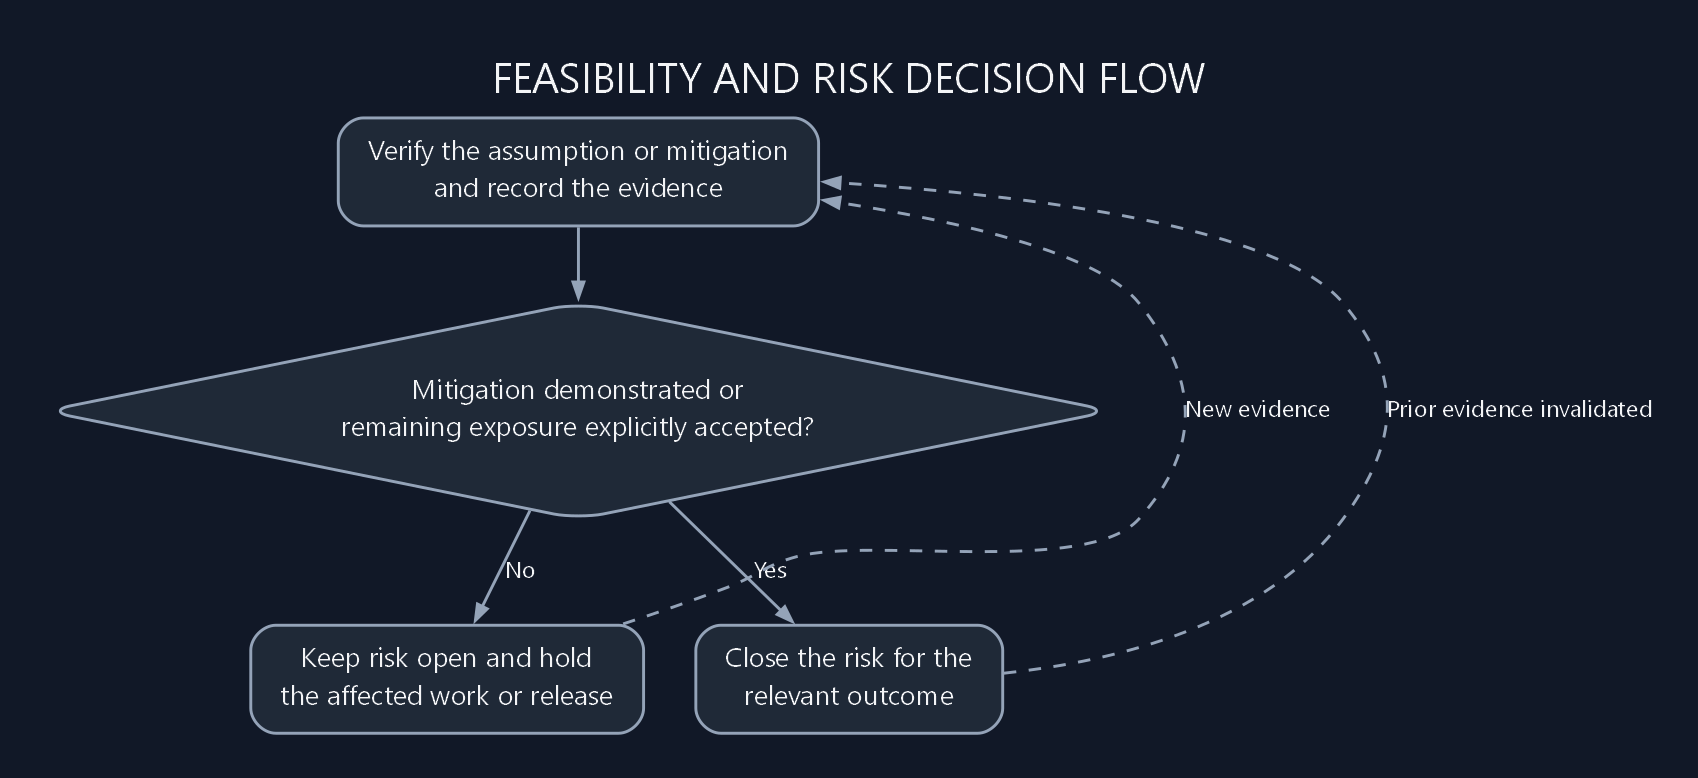 FEASIBILITY AND RISK DECISION FLOW
Verify the assumption or mitigation
and record the evidence
Mitigation demonstrated or
remaining exposure explicitly accepted?
New evidence
Prior evidence invalidated
No
Yes
Keep risk open and hold
the affected work or release
Close the risk for the
relevant outcome